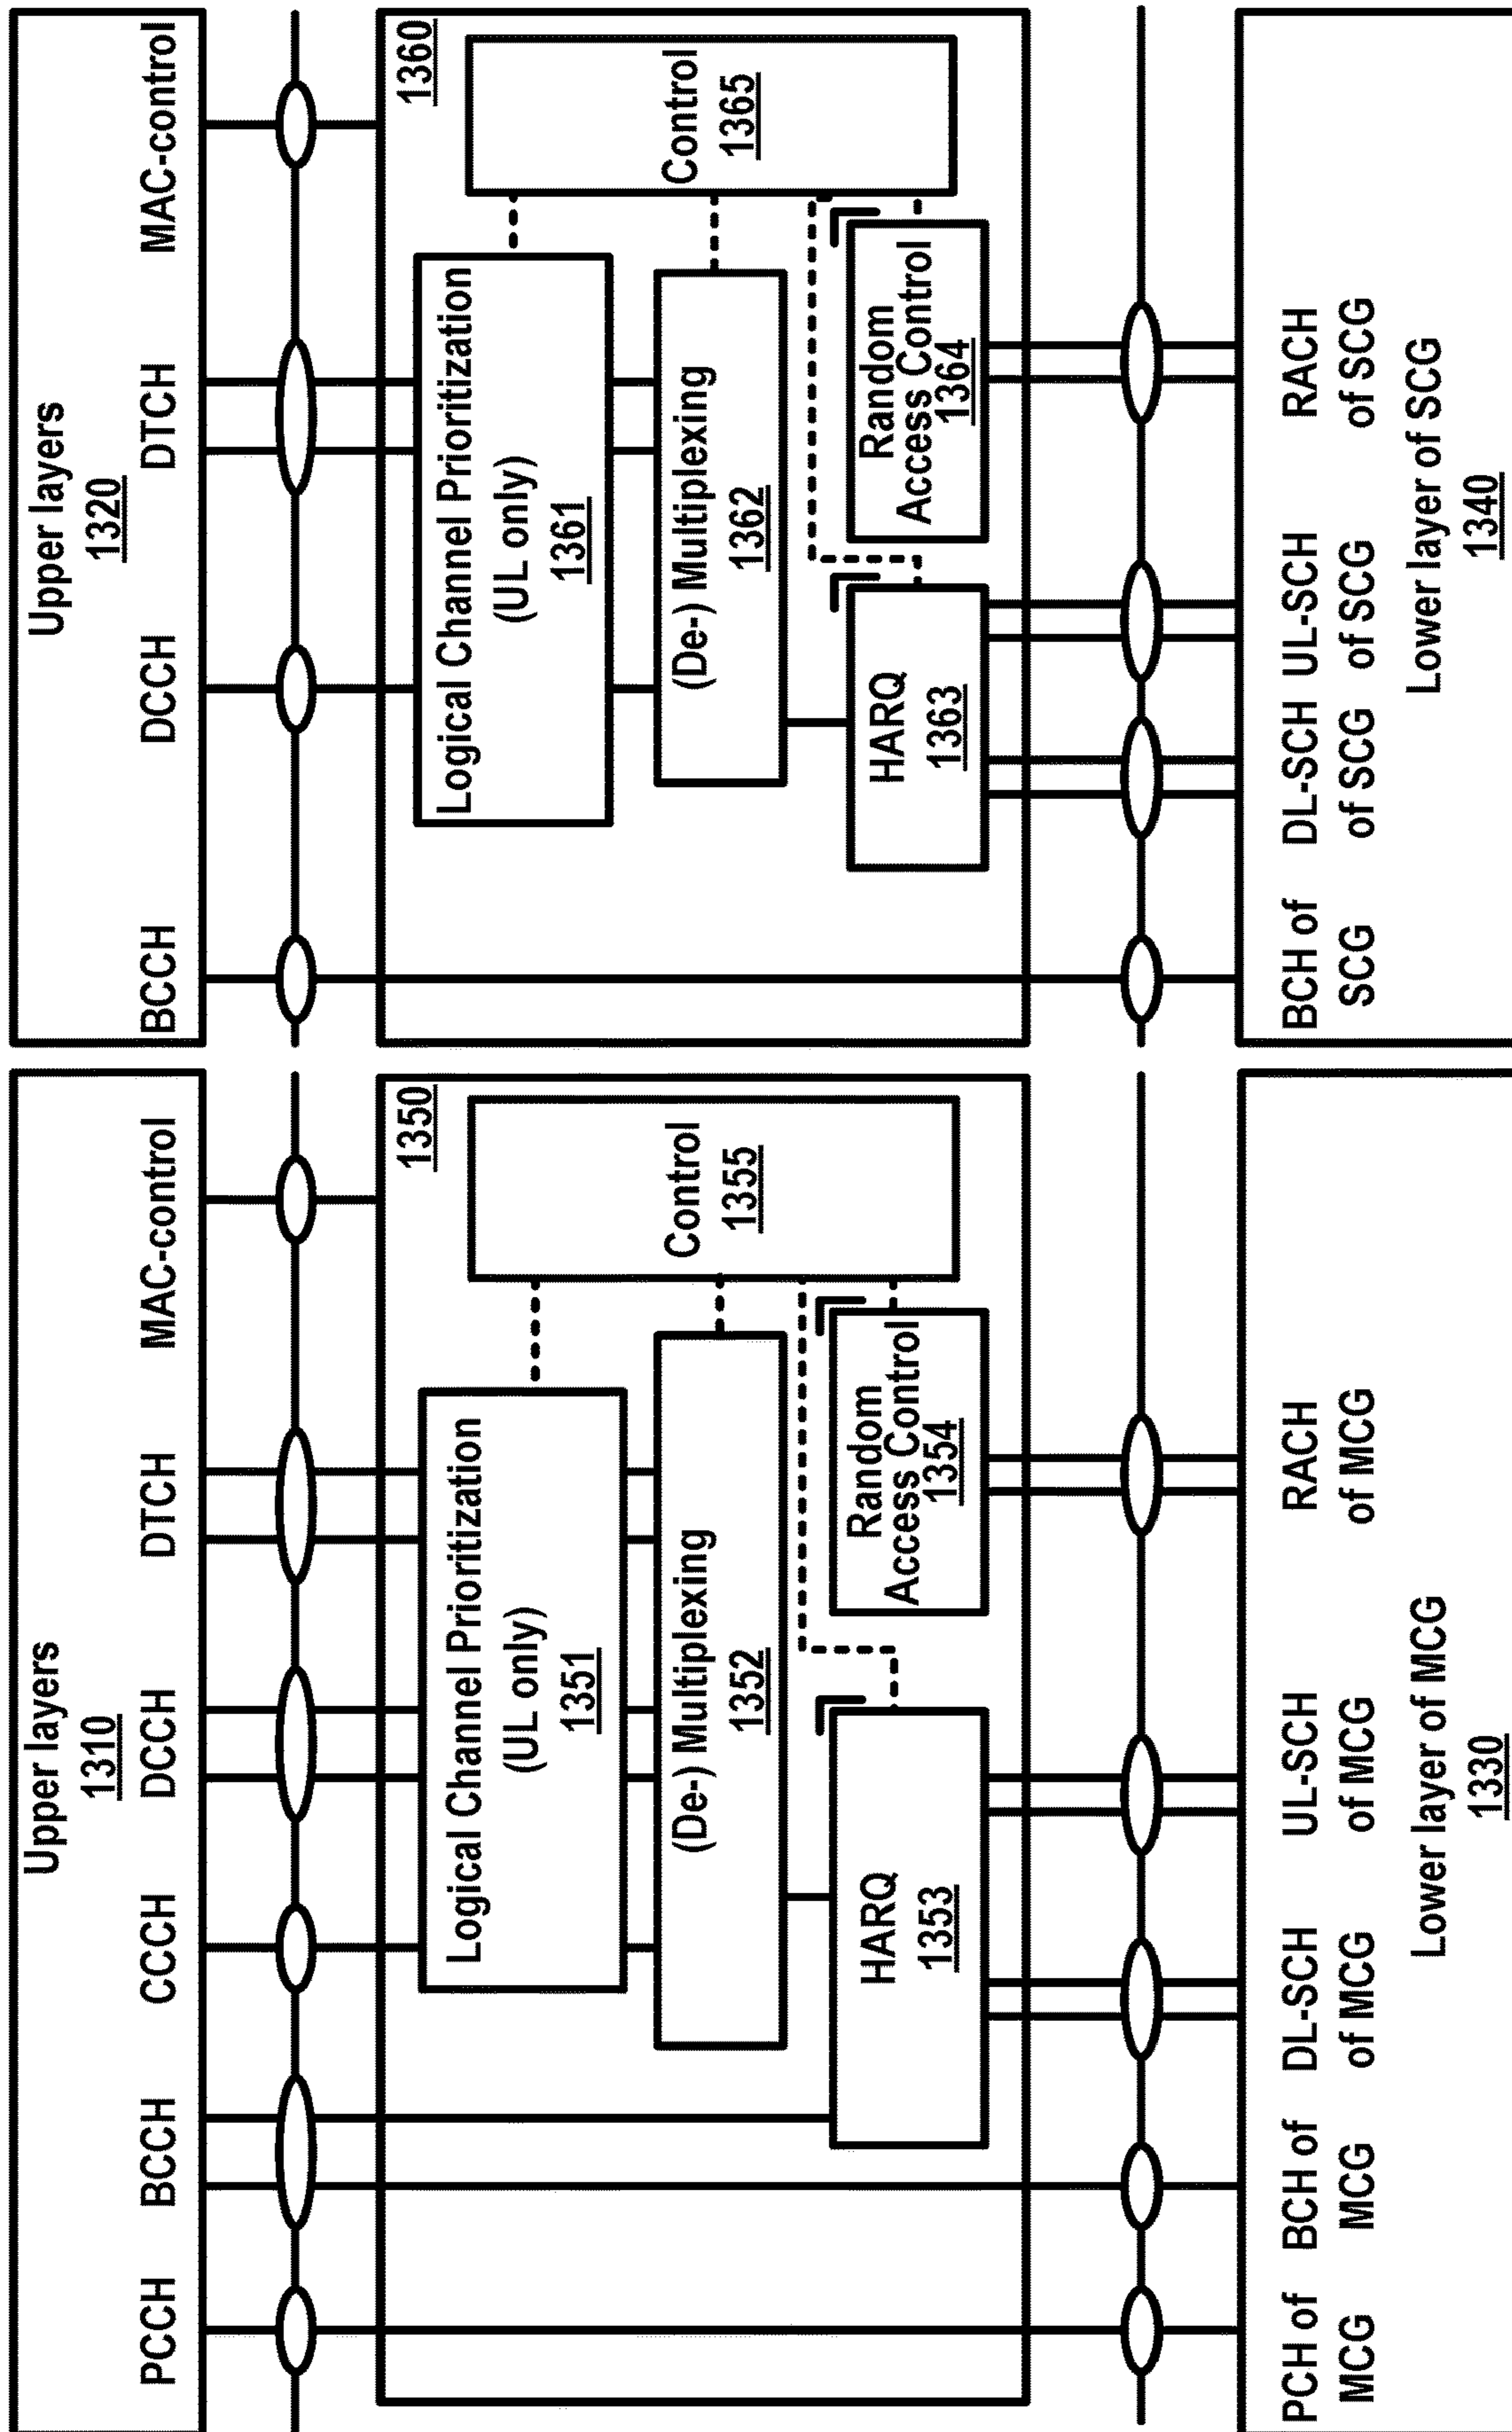 Upper layers
1310
PCCH BCCH CCCH DCCH DTCH MAC-control
1350
Logical Channel Prioritization
(UL only)
1351
(De-) Multiplexing
1352
HARQ
1353
Random
Access Control
1354
Control
1355
PCH of MCG
BCH of MCG
DL-SCH of MCG
UL-SCH of MCG
RACH of MCG
Lower layer of MCG
1330
Upper layers
1320
BCCH DCCH DTCH MAC-control
1360
Logical Channel Prioritization
(UL only)
1361
(De-) Multiplexing
1362
HARQ
1363
Random
Access Control
1364
Control
1365
BCH of SCG
DL-SCH of SCG
UL-SCH of SCG
RACH of SCG
Lower layer of SCG
1340